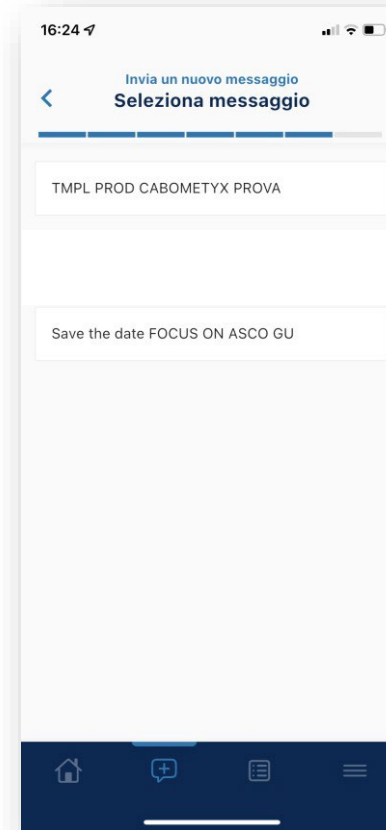 16:24
Invia un nuovo messaggio
Seleziona messaggio
TMPL PROD CABOMETYX PROVA
Save the date FOCUS ON ASCO GU